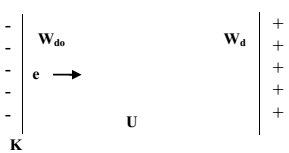 - +
W_do W_d +
- +
e +
- +
- U
K